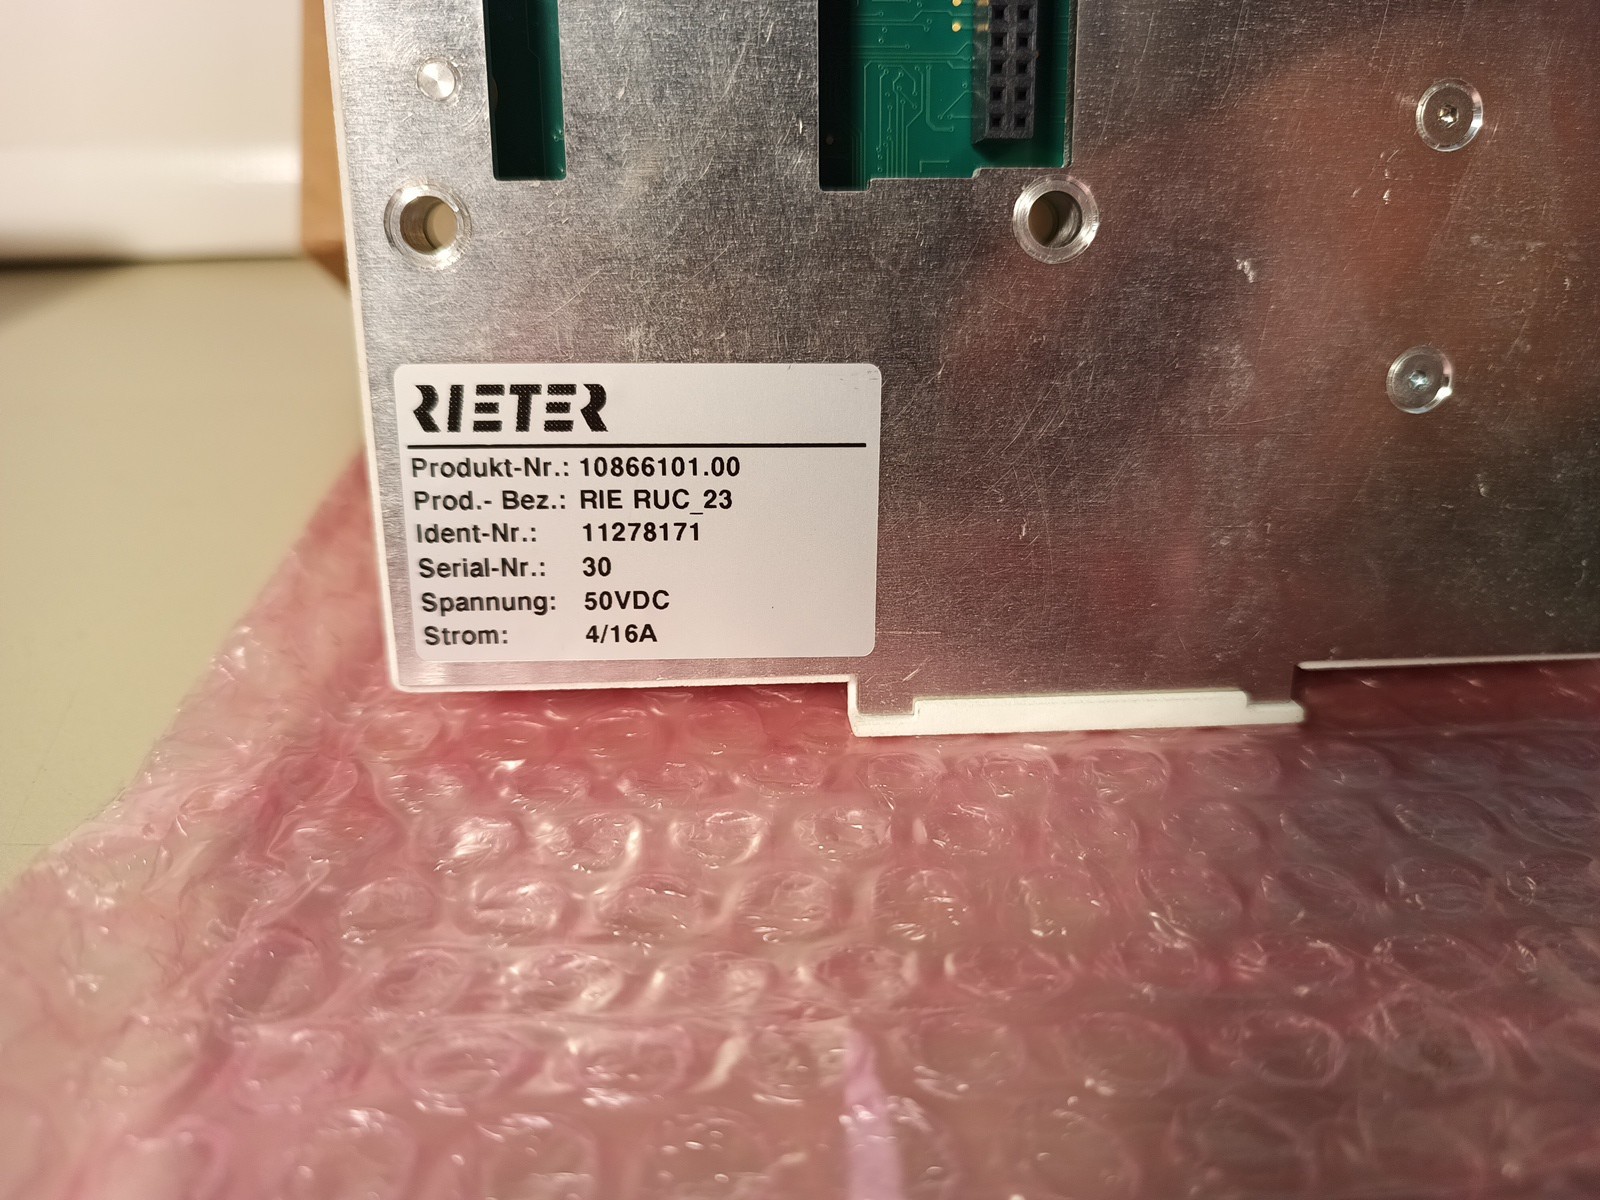 RIETER
Produkt-Nr.: 10866101.00
Prod.- Bez.: RIE RUC_23
Ident-Nr.: 11278171
Serial-Nr.: 30
Spannung: 50VDC
Strom: 4/16A